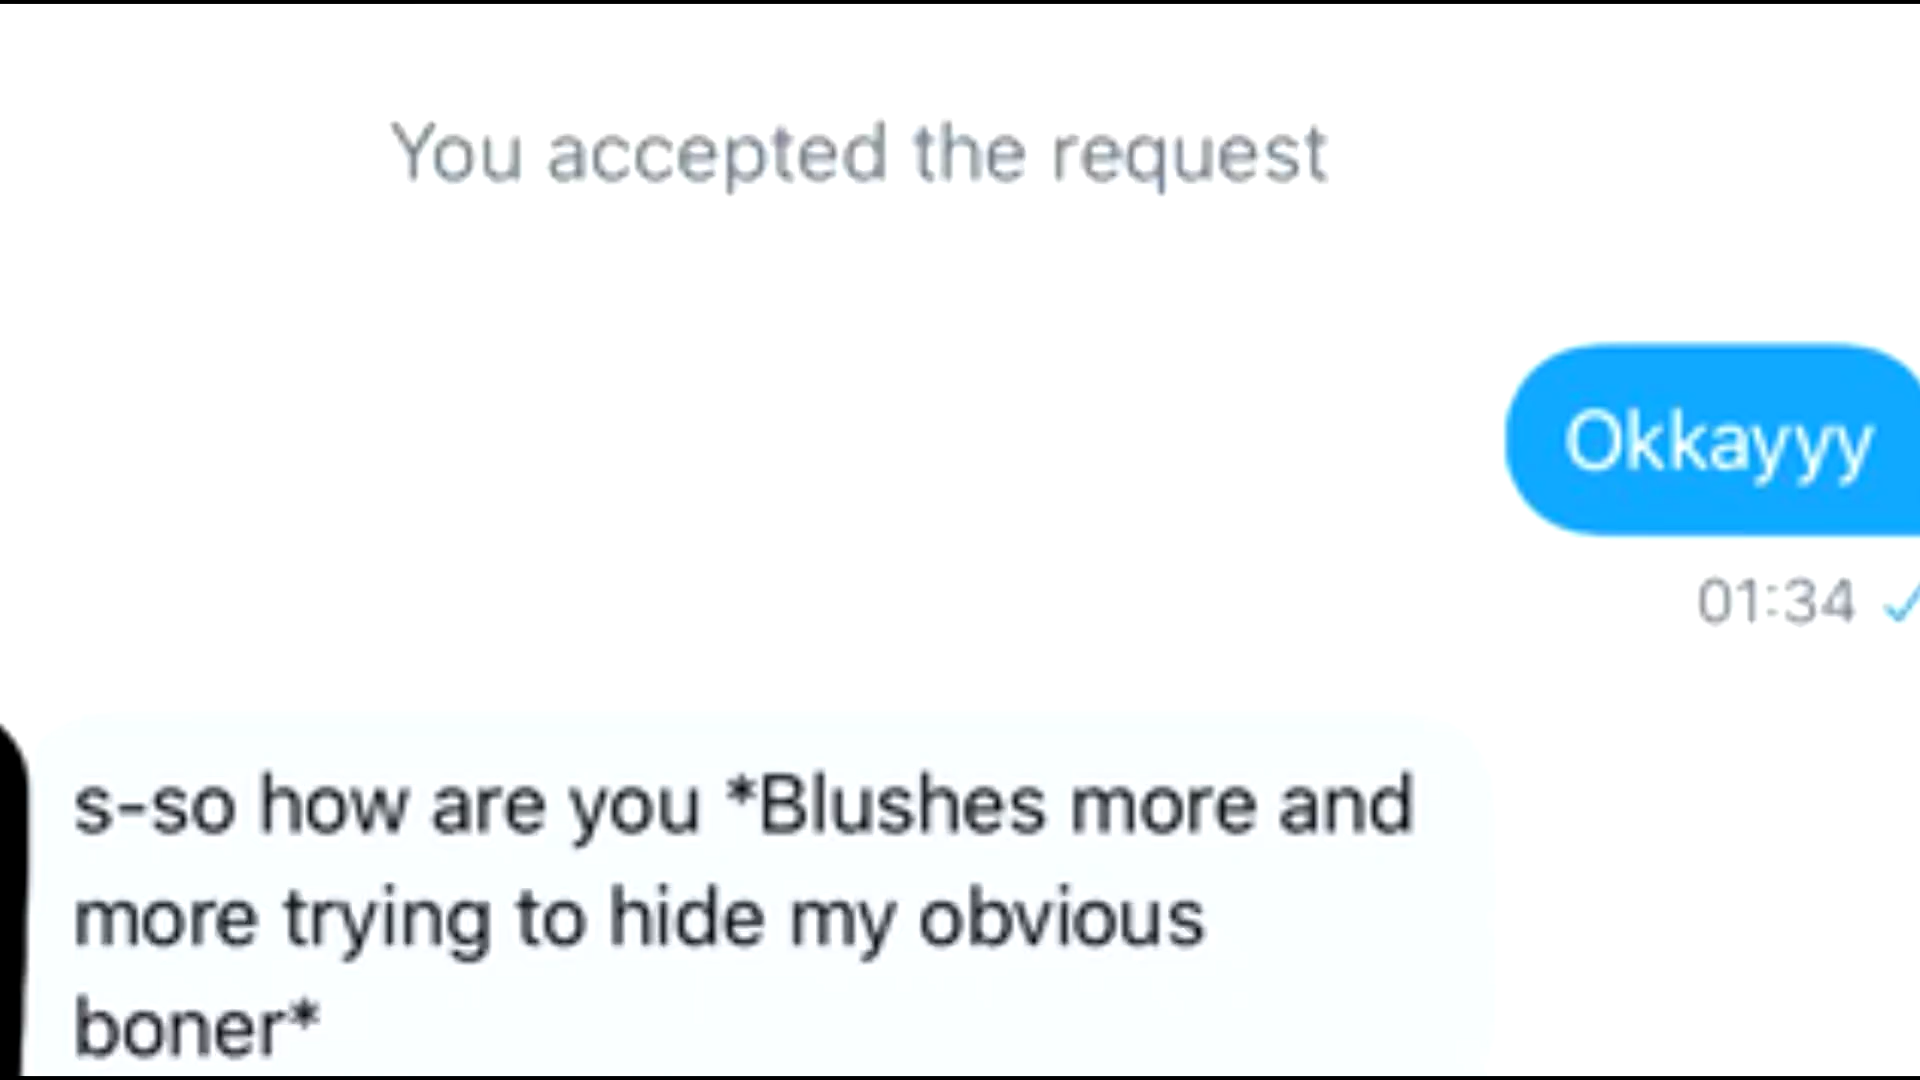 You accepted the request
Okkayyy
01:34
s-so how are you *Blushes more and
more trying to hide my obvious
boner*